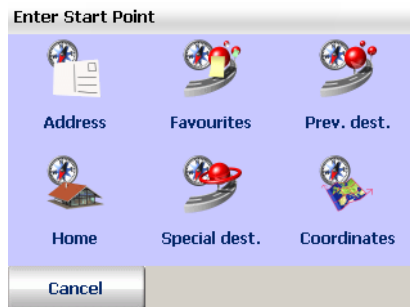 Enter Start Point
Address Favourites Prev. dest.
Home Special dest. Coordinates
Cancel